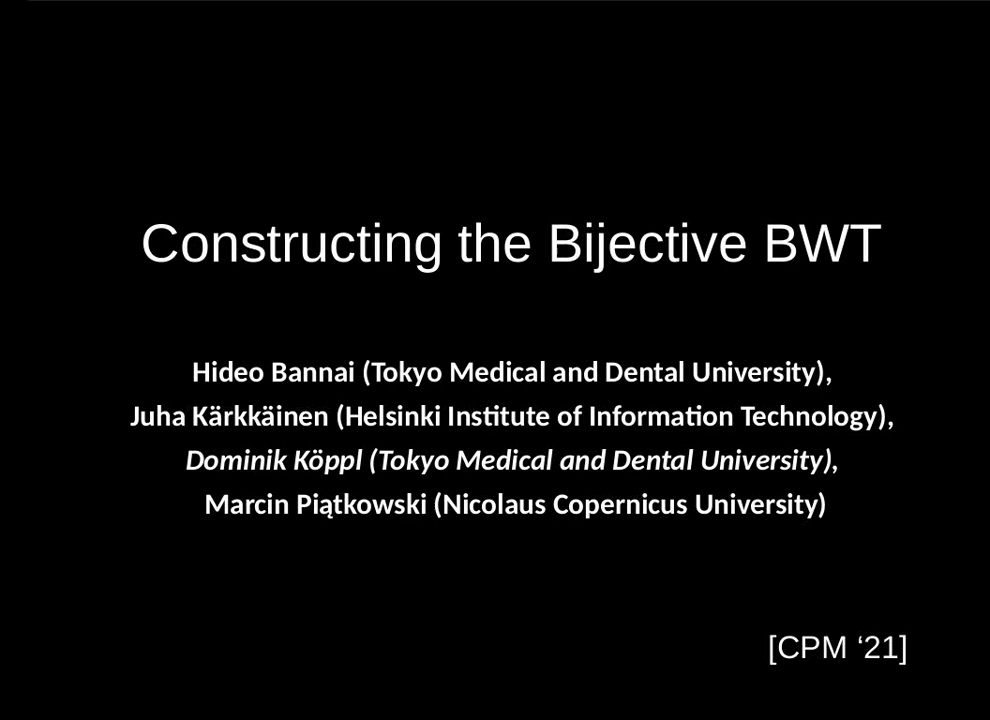 Constructing the Bijective BWT
Hideo Bannai (Tokyo Medical and Dental University),
Juha Kärkkäinen (Helsinki Institute of Information Technology),
Dominik Köppl (Tokyo Medical and Dental University),
Marcin Piątkowski (Nicolaus Copernicus University)
[CPM ‘21]